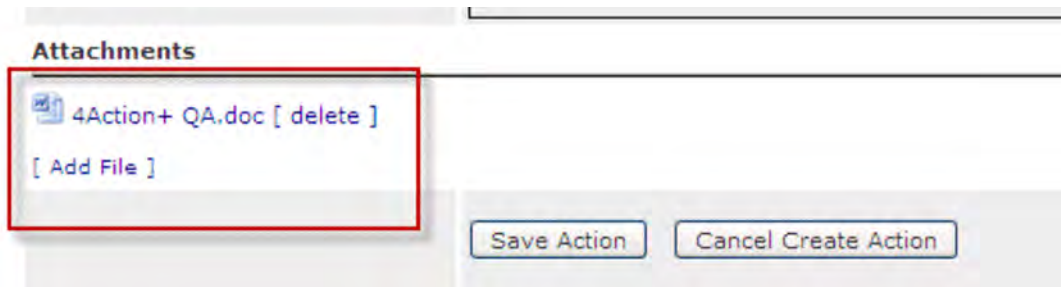 Attachments
4Action+ QA.doc [ delete ]
[ Add File ]
Save Action Cancel Create Action